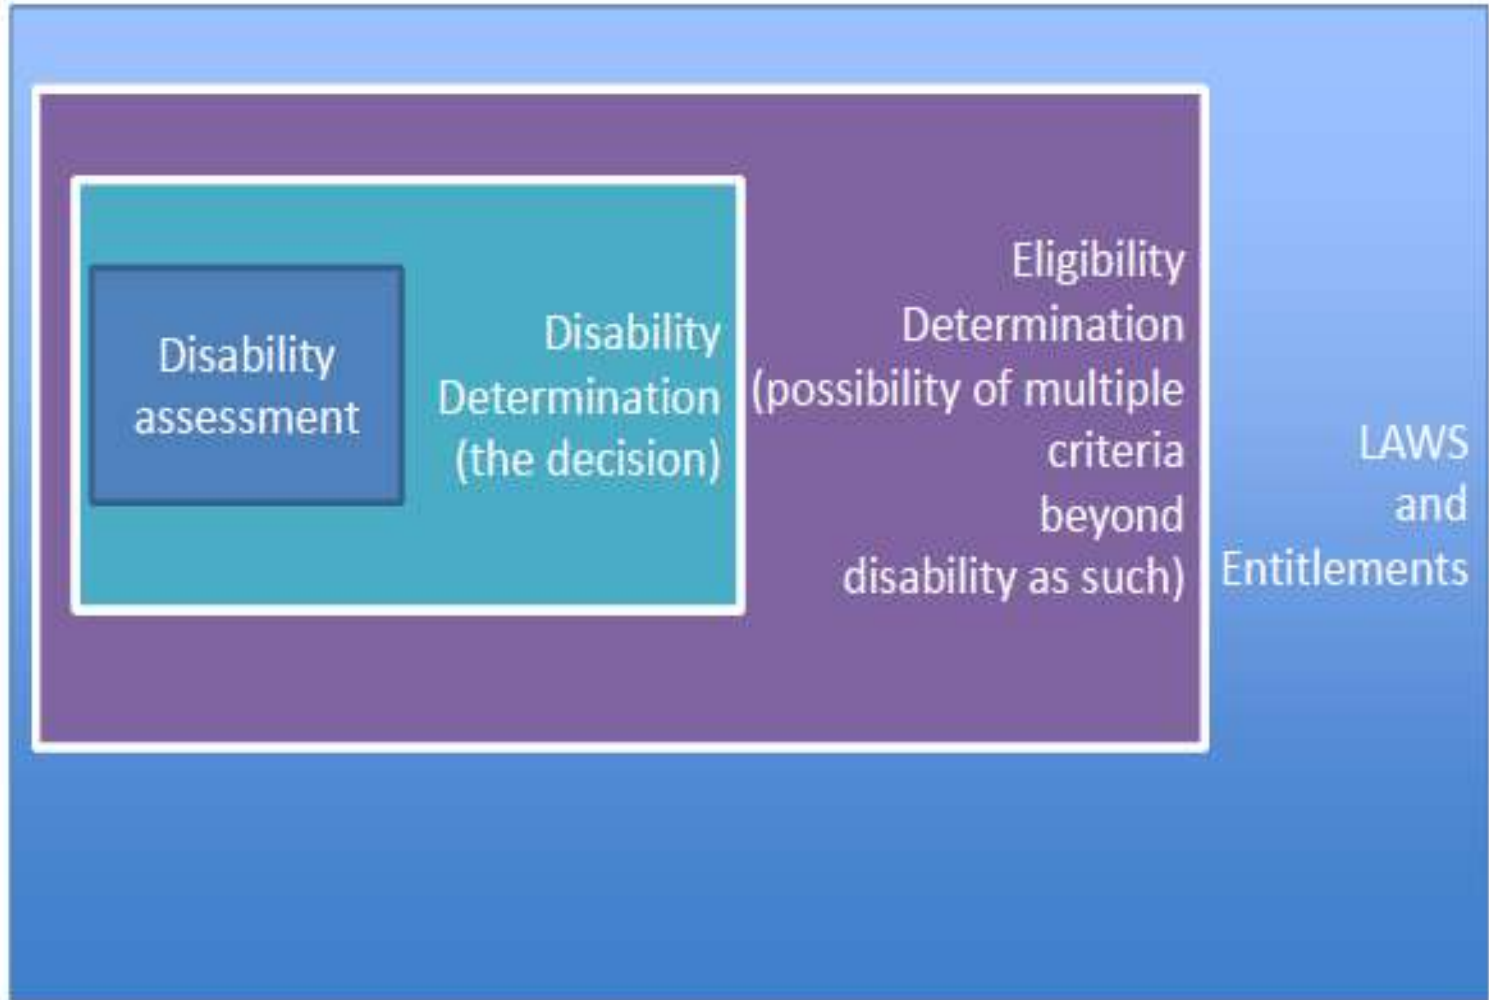 Disability
assessment
Disability
Determination
(the decision)
Eligibility
Determination
(possibility of multiple
criteria
beyond
disability as such)
LAWS
and
Entitlements